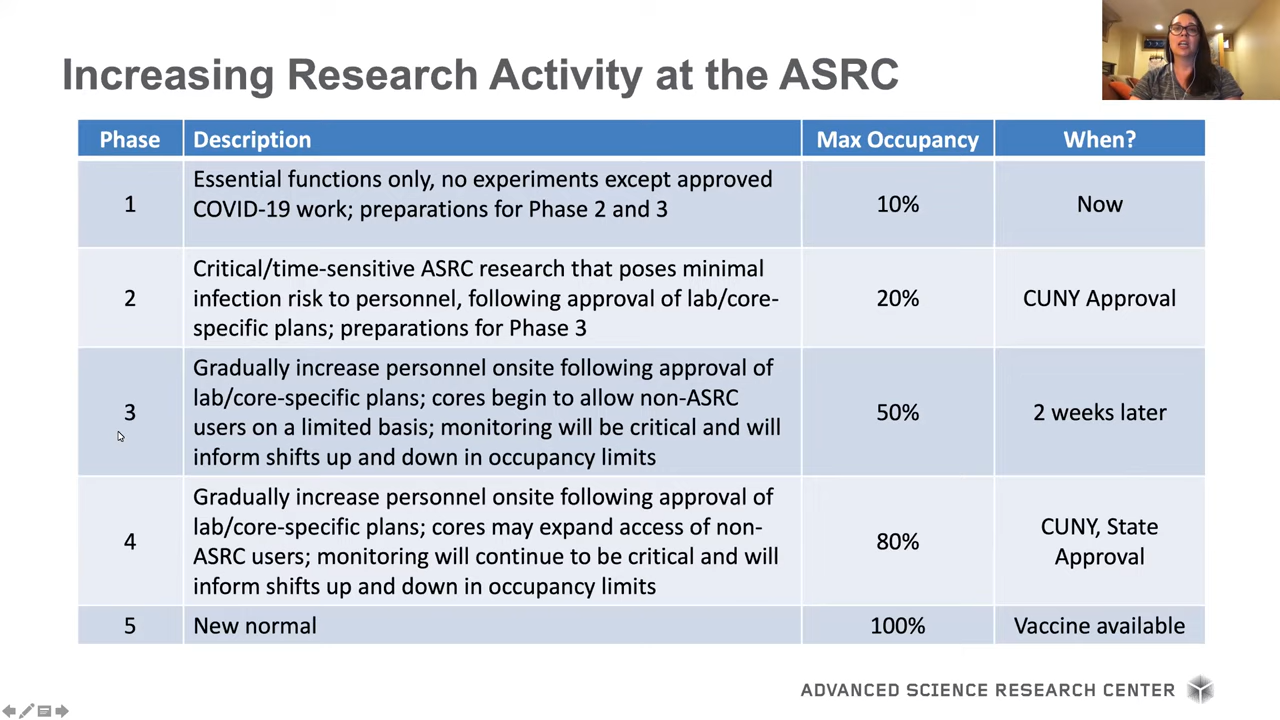 Increasing Research Activity at the ASRC
Phase
Description
Max Occupancy
When?
1
Essential functions only, no experiments except approved
COVID-19 work; preparations for Phase 2 and 3
10%
Now
2
Critical/time-sensitive ASRC research that poses minimal
infection risk to personnel, following approval of lab/core-
specific plans; preparations for Phase 3
20%
CUNY Approval
3
Gradually increase personnel onsite following approval of
lab/core-specific plans; cores begin to allow non-ASRC
users on a limited basis; monitoring will be critical and will
inform shifts up and down in occupancy limits
50%
2 weeks later
4
Gradually increase personnel onsite following approval of
lab/core-specific plans; cores may expand access of non-
ASRC users; monitoring will continue to be critical and will
inform shifts up and down in occupancy limits
80%
CUNY, State
Approval
5
New normal
100%
Vaccine available
ADVANCED SCIENCE RESEARCH CENTER